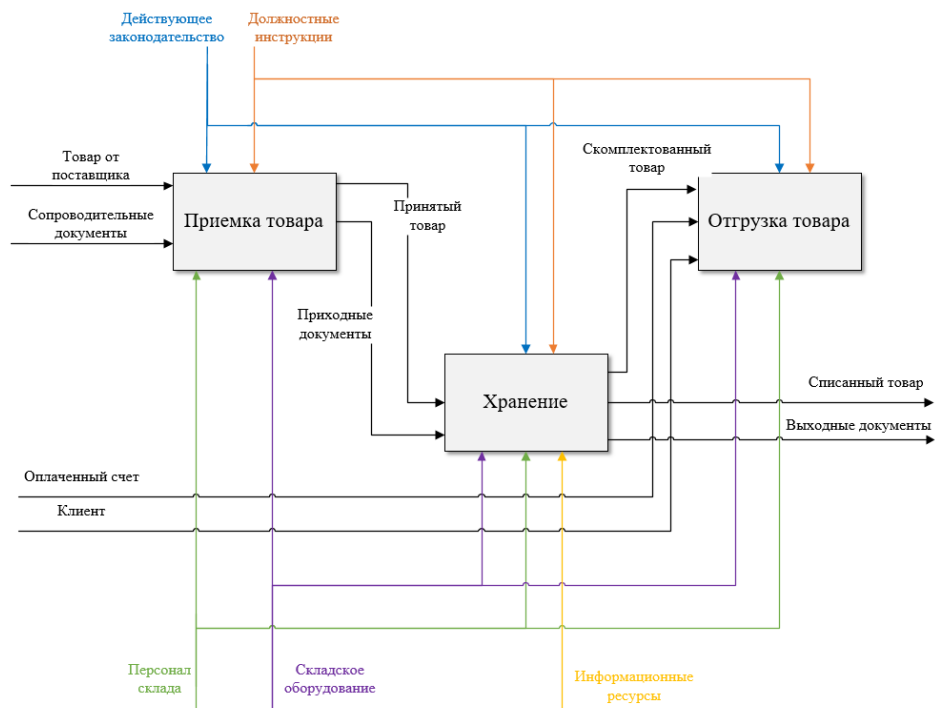 Действующее
законодательство
Должностные
инструкции
Товар от
поставщика
Сопроводительные
документы
Приемка товара
Принятый
товар
Приходные
документы
Скомплектованный
товар
Отгрузка товара
Хранение
Списанный товар
Выходные документы
Оплаченный счет
Клиент
Персонал
склада
Складское
оборудование
Информационные
ресурсы